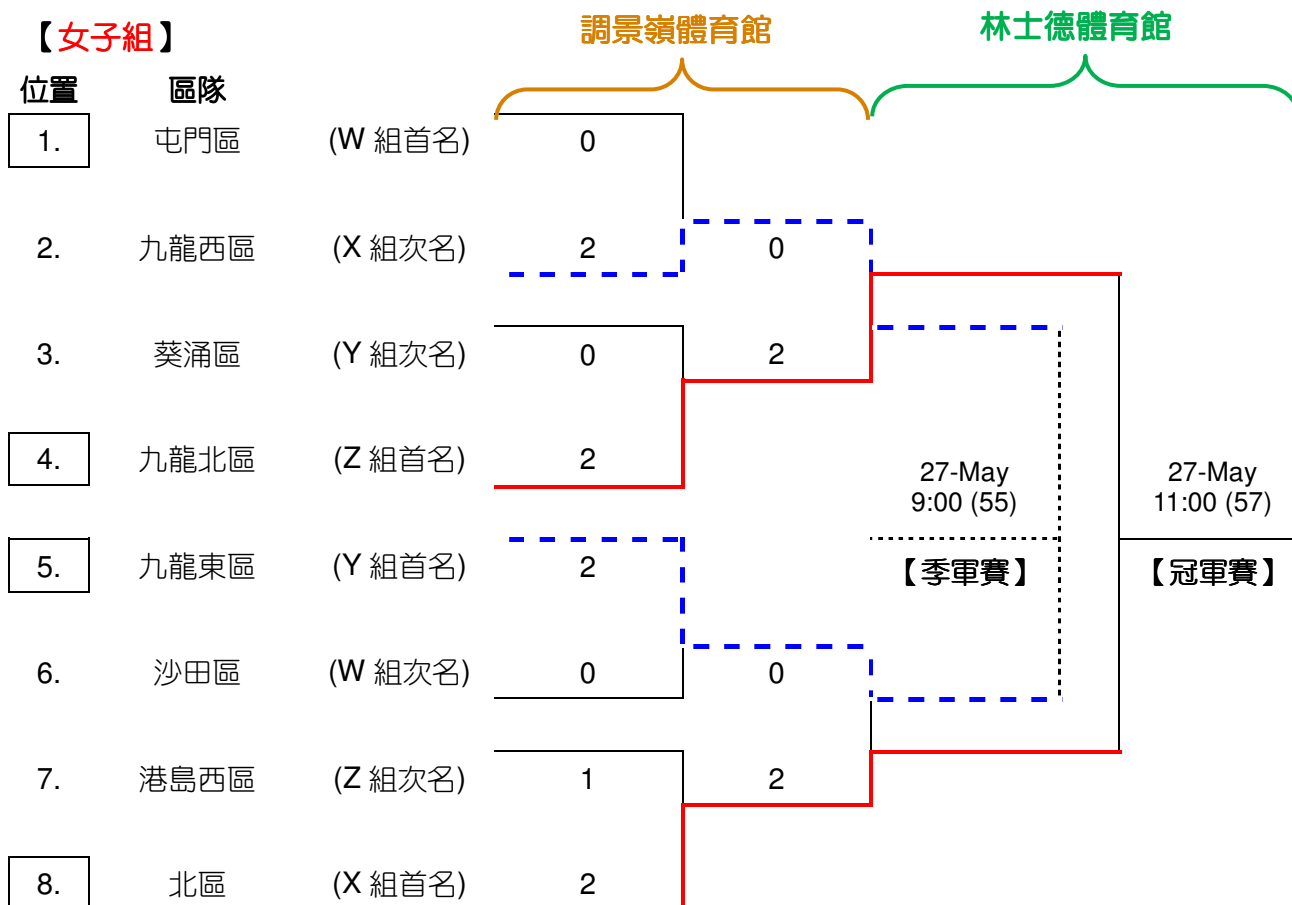 【女子組】
調景嶺體育館
林士德體育館
位置 區隊
1. 屯門區 (W 組首名) 0
2. 九龍西區 (X 組次名) 2 0
3. 葵涌區 (Y 組次名) 0 2
4. 九龍北區 (Z 組首名) 2
27-May 27-May
9:00 (55) 11:00 (57)
5. 九龍東區 (Y 組首名) 2 【季軍賽】 【冠軍賽】
6. 沙田區 (W 組次名) 0 0
7. 港島西區 (Z 組次名) 1 2
8. 北區 (X 組首名) 2